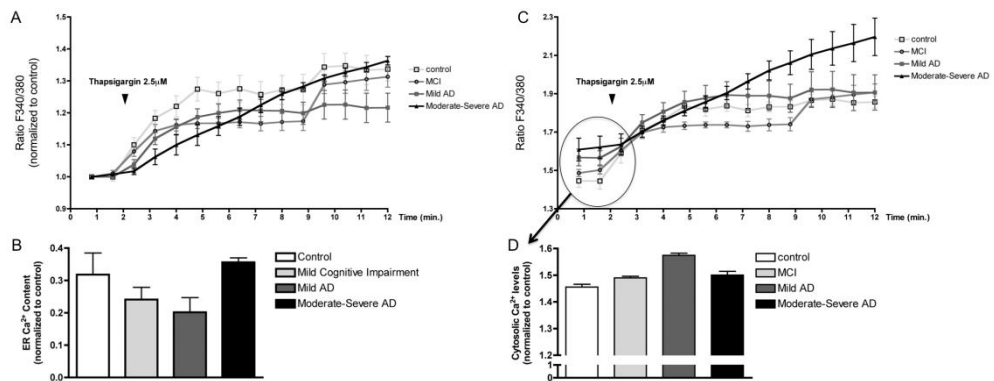 A
Ratio F340/380
(normalized to control)
1.5
1.4
1.3
1.2
1.1
1.0
0.9
Thapsigargin 2.5µM
0 1 2 3 4 5 6 7 8 9 10 11 12 Time (min.)
control
MCI
Mild AD
Moderate-Severe AD
C
Ratio F340/380
2.3
2.1
1.9
1.7
1.5
1.3
Thapsigargin 2.5µM
0 1 2 3 4 5 6 7 8 9 10 11 12 Time (min.)
control
MCI
Mild AD
Moderate-Severe AD
B
ER Ca²⁺ Content
(normalized to control)
0.4
0.3
0.2
0.1
0.0
Control
Mild Cognitive Impairment
Mild AD
Moderate-Severe AD
D
Cytosolic Ca²⁺ levels
(normalized to control)
1.6
1.5
1.4
1.3
1.2
0
control
MCI
Mild AD
Moderate-Severe AD